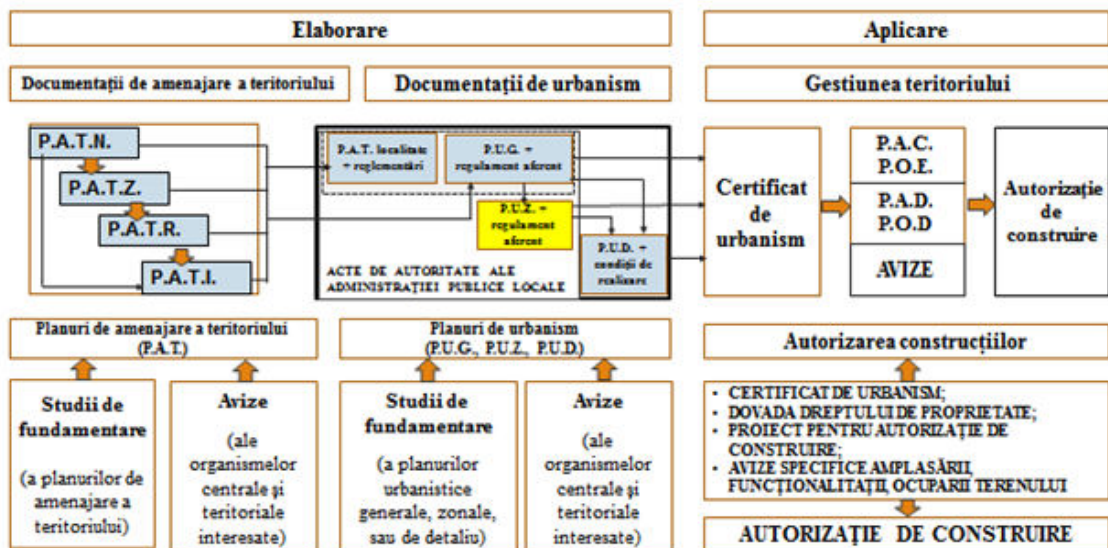 Elaborare
Aplicare
Documentații de amenajare a teritoriului
Documentații de urbanism
Gestiunea teritoriului
P.A.T.N.
P.A.T.Z.
P.A.T.R.
P.A.T.I.
P.A.T. localitate
+ reglementări
P.U.G. +
regulament aferent
P.U.Z. +
regulament
aferent
P.U.D. +
condiții de
realizare
ACTE DE AUTORITATE ALE
ADMINISTRAȚIEI PUBLICE LOCALE
Certificat
de
urbanism
P.A.C.
P.O.E.
P.A.D.
P.O.D
AVIZE
Autorizație
de
construire
Planuri de amenajare a teritoriului
(P.A.T.)
Studii de
fundamentare
(a planurilor de
amenajare a
teritoriului)
Avize
(ale
organismelor
centrale și
teritoriale
interesate)
Planuri de urbanism
(P.U.G., P.U.Z., P.U.D.)
Studii de
fundamentare
(a planurilor
urbanistice
generale, zonale,
sau de detaliu)
Avize
(ale
organismelor
centrale și
teritoriale
interesate)
Autorizarea construcțiilor
• CERTIFICAT DE URBANISM;
• DOVADA DREPTULUI DE PROPRIETATE;
• PROIECT PENTRU AUTORIZAȚIE DE
CONSTRUIRE;
• AVIZE SPECIFICE AMPLASĂRII,
FUNCȚIONALITAȚII, OCUPARII TERENULUI
AUTORIZAȚIE DE CONSTRUIRE